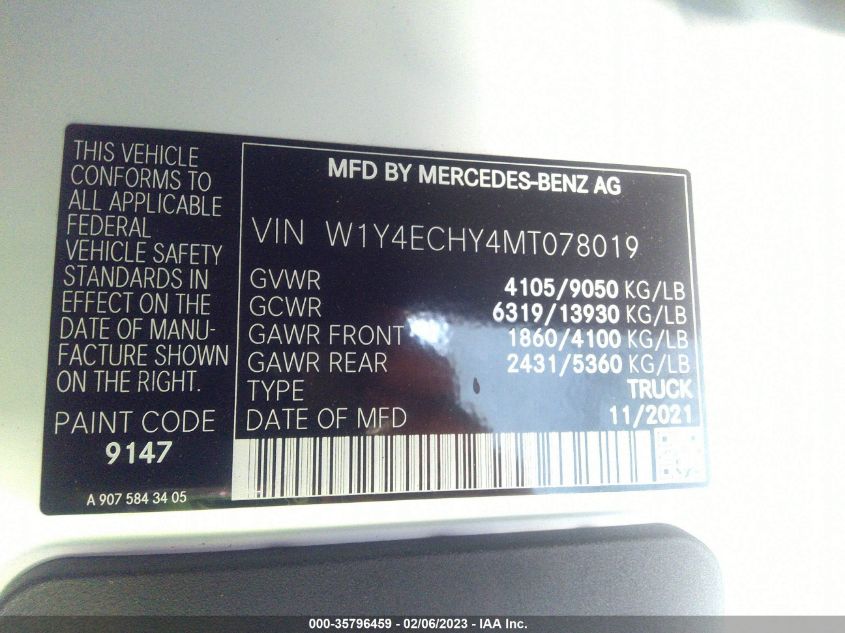 THIS VEHICLE
CONFORMS TO
ALL APPLICABLE
FEDERAL
VEHICLE SAFETY
STANDARDS IN
EFFECT ON THE
DATE OF MANU-
FACTURE SHOWN
ON THE RIGHT.
PAINT CODE
9147
A 907 584 34 05
MFD BY MERCEDES-BENZ AG
VIN W1Y4ECHY4MT078019
GVWR 4105/9050 KG/LB
GCWR 6319/13930 KG/LB
GAWR FRONT 1860/4100 KG/LB
GAWR REAR 2431/5360 KG/LB
TYPE TRUCK
DATE OF MFD 11/2021
000-35796459 - 02/06/2023 - IAA Inc.